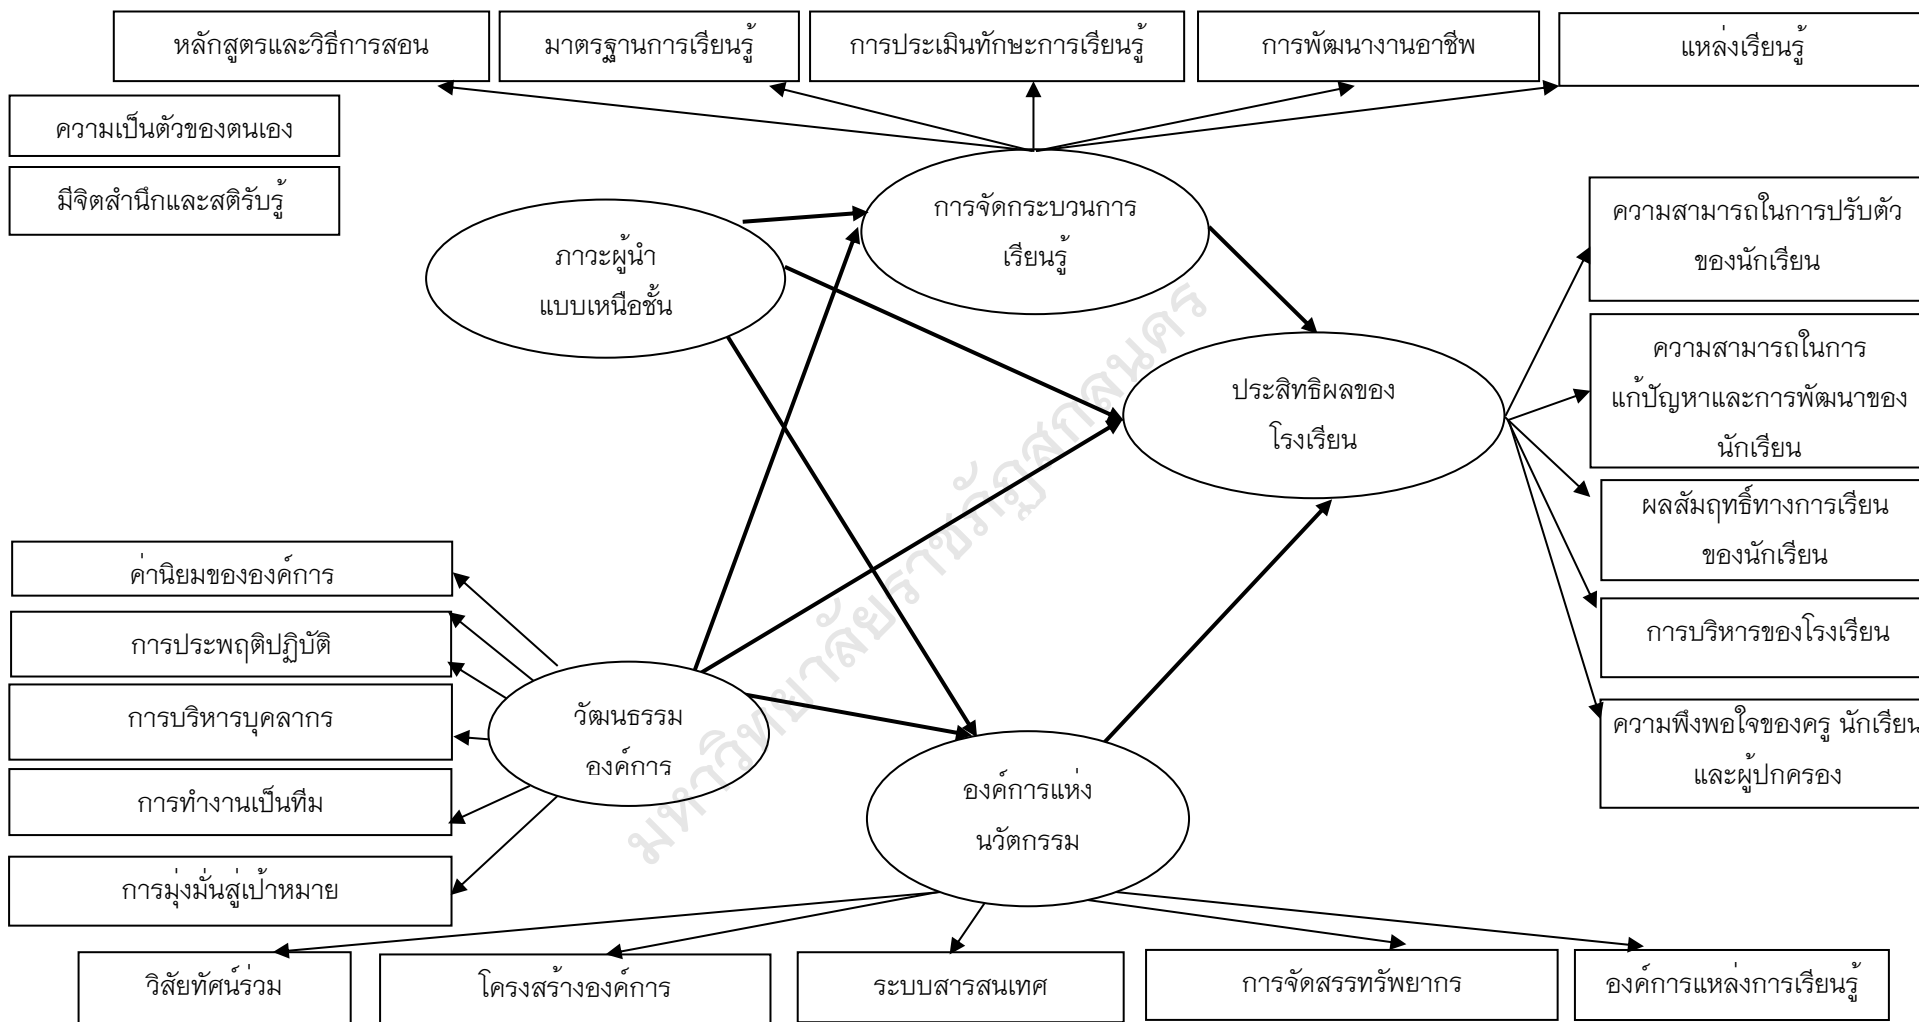 หลักสูตรและวิธีการสอน
มาตรฐานการเรียนรู้
การประเมินทักษะการเรียนรู้
การพัฒนางานอาชีพ
แหล่งเรียนรู้
ความเป็นตัวของตนเอง
มีจิตสำนึกและสติรับรู้
การจัดกระบวนการ
เรียนรู้
ภาวะผู้นำ
แบบเหนือชั้น
ความสามารถในการปรับตัว
ของนักเรียน
ความสามารถในการ
แก้ปัญหาและการพัฒนาของ
นักเรียน
ประสิทธิผลของ
โรงเรียน
ผลสัมฤทธิ์ทางการเรียน
ของนักเรียน
การบริหารของโรงเรียน
ความพึงพอใจของครู นักเรียน
และผู้ปกครอง
ค่านิยมขององค์การ
การประพฤติปฏิบัติ
การบริหารบุคลากร
การทำงานเป็นทีม
การมุ่งมั่นสู่เป้าหมาย
วัฒนธรรม
องค์การ
องค์การแห่ง
นวัตกรรม
วิสัยทัศน์ร่วม
โครงสร้างองค์การ
ระบบสารสนเทศ
การจัดสรรทรัพยากร
องค์การแหล่งการเรียนรู้
มหาวิทยาลัยราชภัฏสกลนคร